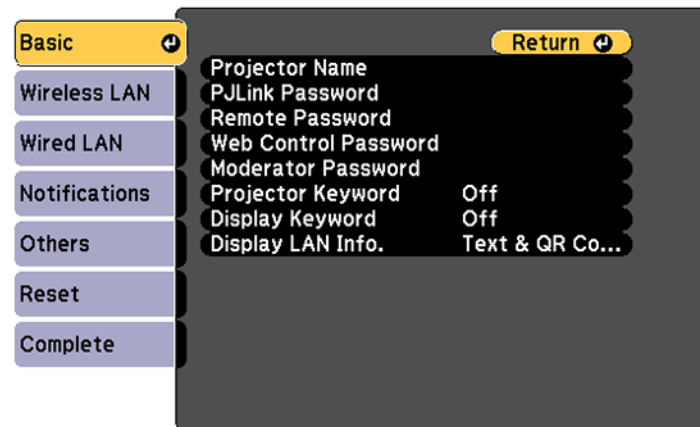 Basic
Wireless LAN
Wired LAN
Notifications
Others
Reset
Complete
Return
Projector Name
PJLink Password
Remote Password
Web Control Password
Moderator Password
Projector Keyword Off
Display Keyword Off
Display LAN Info. Text & QR Co...